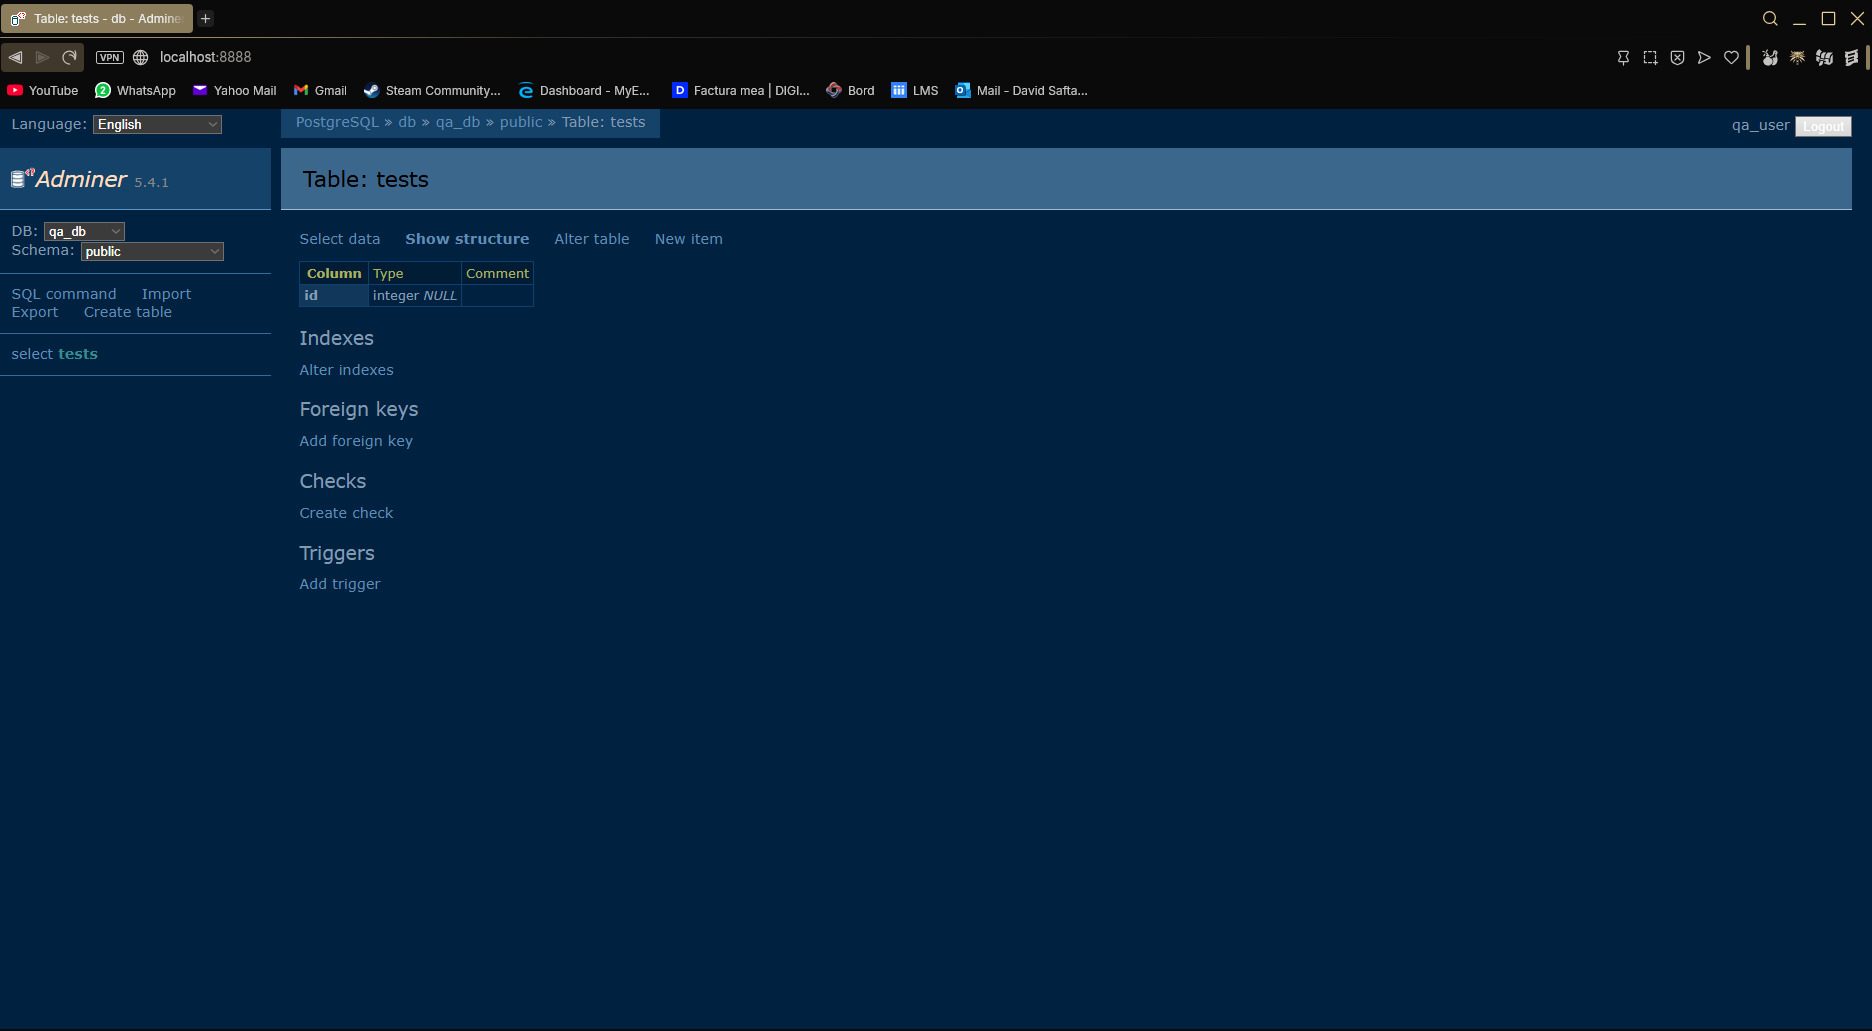 Table: tests - db - Admine
VPN localhost:8888
YouTube 2 WhatsApp Yahoo Mail Gmail Steam Community... Dashboard - MyE... D Factura mea | DIGI... Bord LMS Mail - David Safta...
Language: English
PostgreSQL » db » qa_db » public » Table: tests
qa_user Logout
Adminer 5.4.1
Table: tests
DB: qa_db
Schema: public
SQL command Import
Export Create table
select tests
Select data Show structure Alter table New item
Column Type Comment
id integer NULL
Indexes
Alter indexes
Foreign keys
Add foreign key
Checks
Create check
Triggers
Add trigger